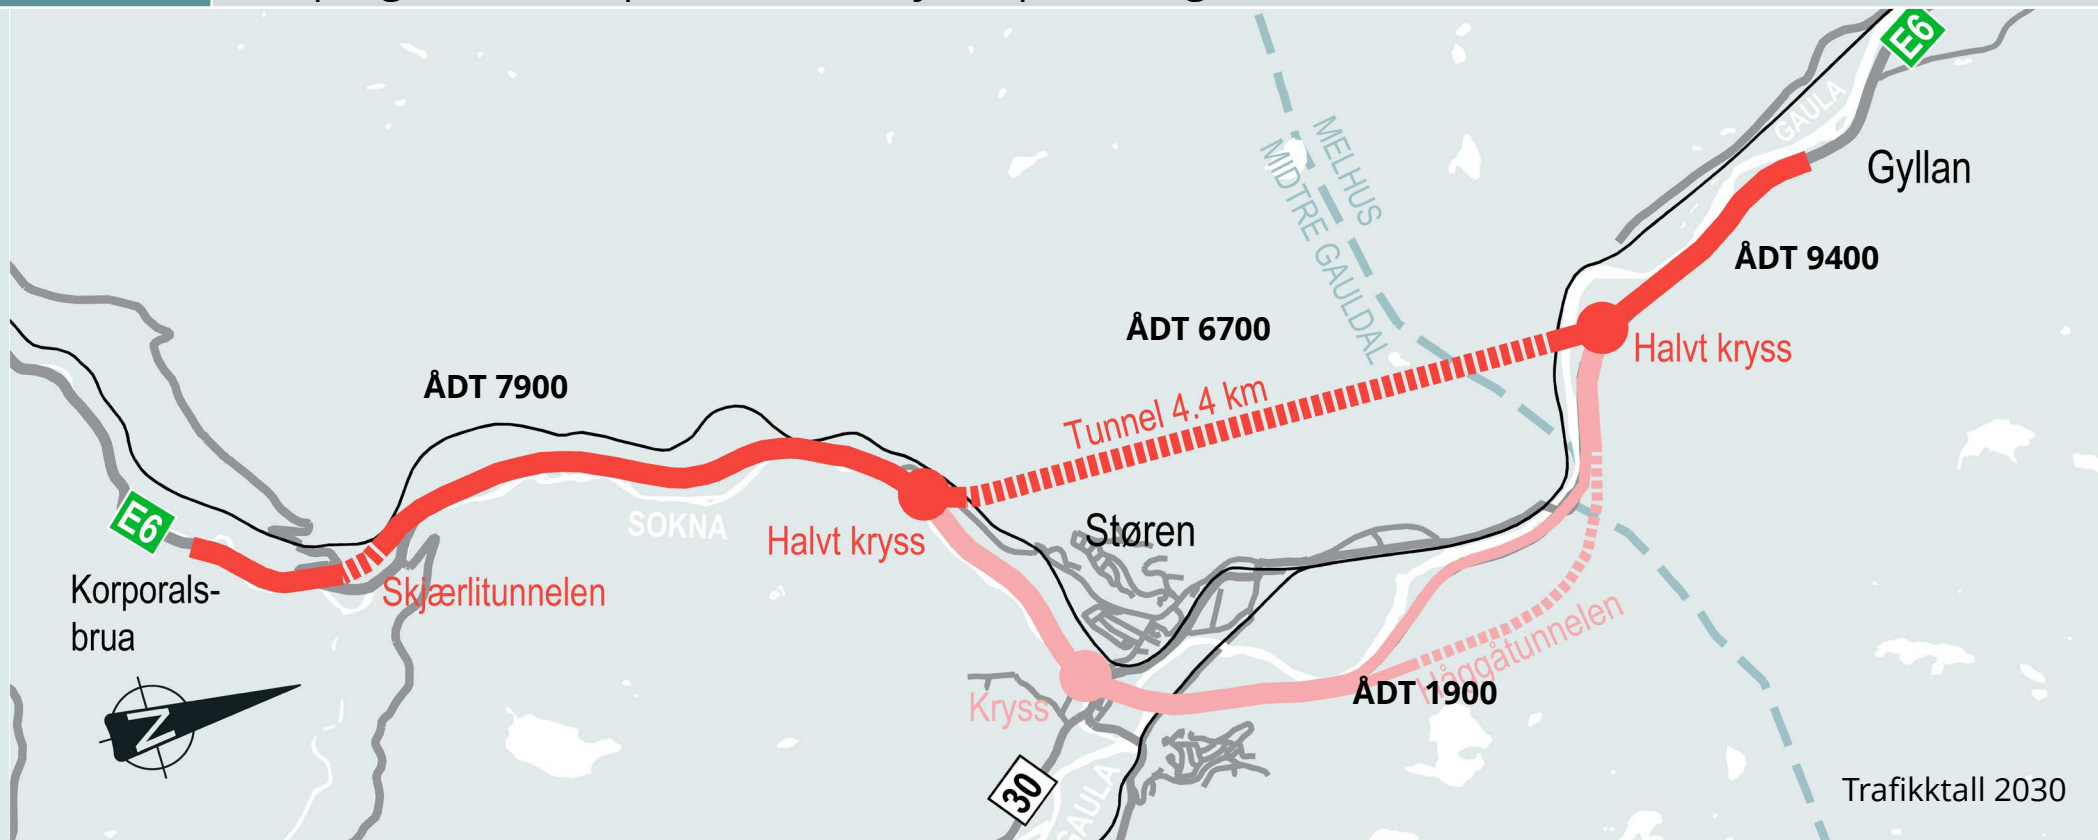 E6
GAULA
Gyllan
MELHUS
MIDTRE GAULDAL
ÅDT 9400
ÅDT 6700
Halvt kryss
ÅDT 7900
Tunnel 4.4 km
E6
SOKNA
Halvt kryss
Støren
Korporals-
brua
Skjærlitunnelen
Håggåtunnelen
ÅDT 1900
Kryss
N
30
GAULA
Trafikktall 2030